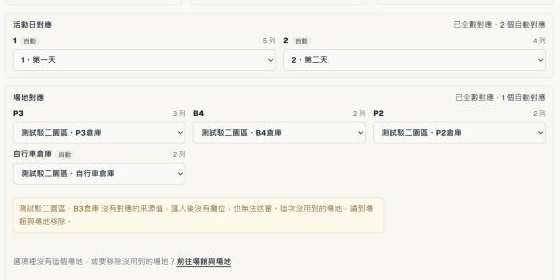 活動日對應 已全數對應・2 個自動對應
1 自動 5 列 2 自動 4 列
1・第一天 2・第二天
場地對應 已全數對應・1 個自動對應
P3 3 列 B4 2 列 P2 2 列
測試駁二園區・P3倉庫 測試駁二園區・B4倉庫 測試駁二園區・P2倉庫
自行車倉庫 自動 2 列
測試駁二園區・自行車倉庫
測試駁二園區・B3倉庫 沒有對應的來源值，匯入後沒有攤位，也無法送審。這次沒用到的場地，請到場
館與場地移除。
選項裡沒有這個場地，或要移除沒用到的場地？前往場館與場地